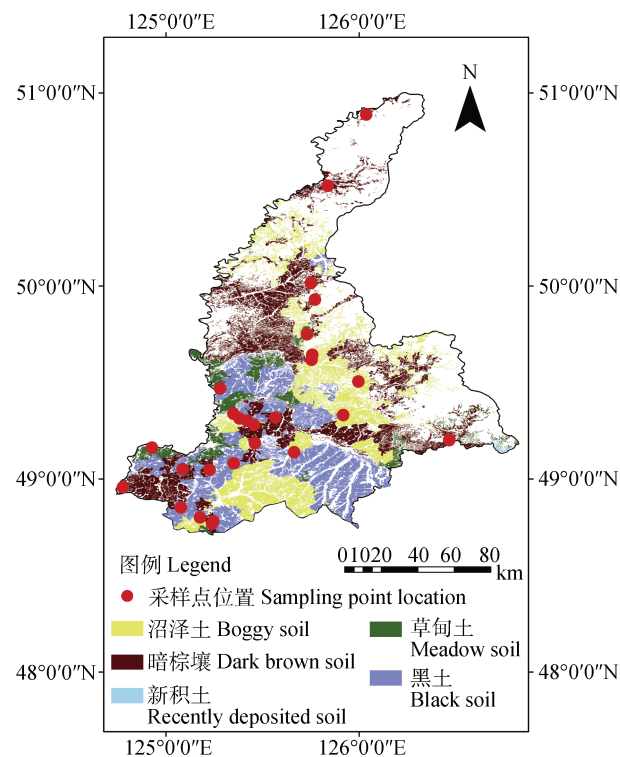 125°0′0″E 126°0′0″E
N
51°0′0″N 51°0′0″N
50°0′0″N 50°0′0″N
49°0′0″N 49°0′0″N
图例 Legend
01020 40 60 80
km
采样点位置 Sampling point location
沼泽土 Boggy soil
草甸土
Meadow soil
暗棕壤 Dark brown soil
黑土
Black soil
新积土
Recently deposited soil
48°0′0″N 48°0′0″N
125°0′0″E 126°0′0″E